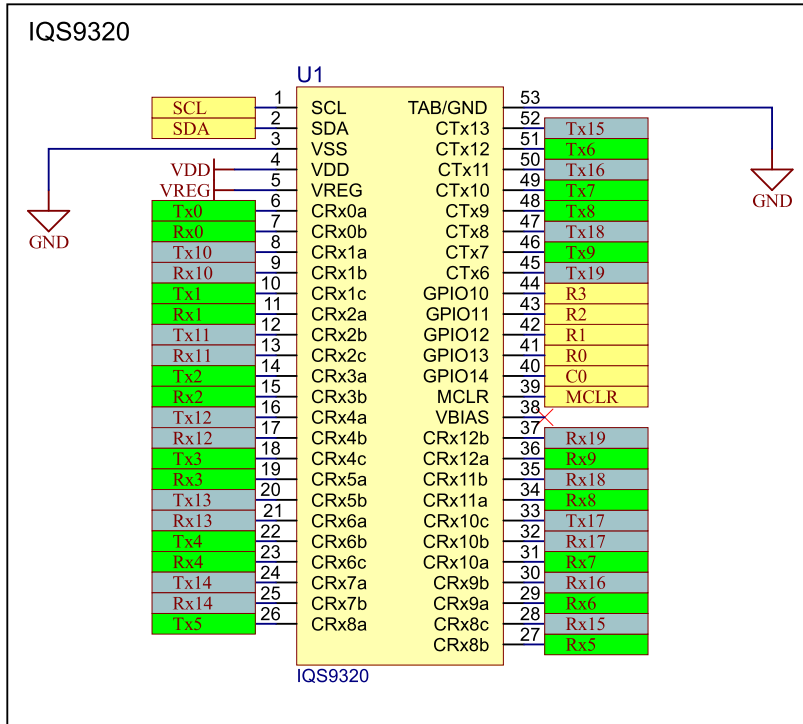 IQS9320
U1
SCL 1 SCL TAB/GND 53
SDA 2 SDA CTx13 52 Tx15
3 VSS CTx12 51 Tx6
VDD 4 VDD CTx11 50 Tx16
VREG 5 VREG CTx10 49 Tx7
Tx0 6 CRx0a CTx9 48 Tx8
Rx0 7 CRx0b CTx8 47 Tx18
Tx10 8 CRx1a CTx7 46 Tx9
Rx10 9 CRx1b CTx6 45 Tx19
Tx1 10 CRx1c GPIO10 44 R3
Rx1 11 CRx2a GPIO11 43 R2
Tx11 12 CRx2b GPIO12 42 R1
Rx11 13 CRx2c GPIO13 41 R0
Tx2 14 CRx3a GPIO14 40 C0
Rx2 15 CRx3b MCLR 39 MCLR
Tx12 16 CRx4a VBIAS 38
Rx12 17 CRx4b CRx12b 37 Rx19
Tx3 18 CRx4c CRx12a 36 Rx9
Rx3 19 CRx5a CRx11b 35 Rx18
Tx13 20 CRx5b CRx11a 34 Rx8
Rx13 21 CRx6a CRx10c 33 Tx17
Tx4 22 CRx6b CRx10b 32 Rx17
Rx4 23 CRx6c CRx10a 31 Rx7
Tx14 24 CRx7a CRx9b 30 Rx16
Rx14 25 CRx7b CRx9a 29 Rx6
Tx5 26 CRx8a CRx8c 28 Rx15
CRx8b 27 Rx5
GND
GND
IQS9320